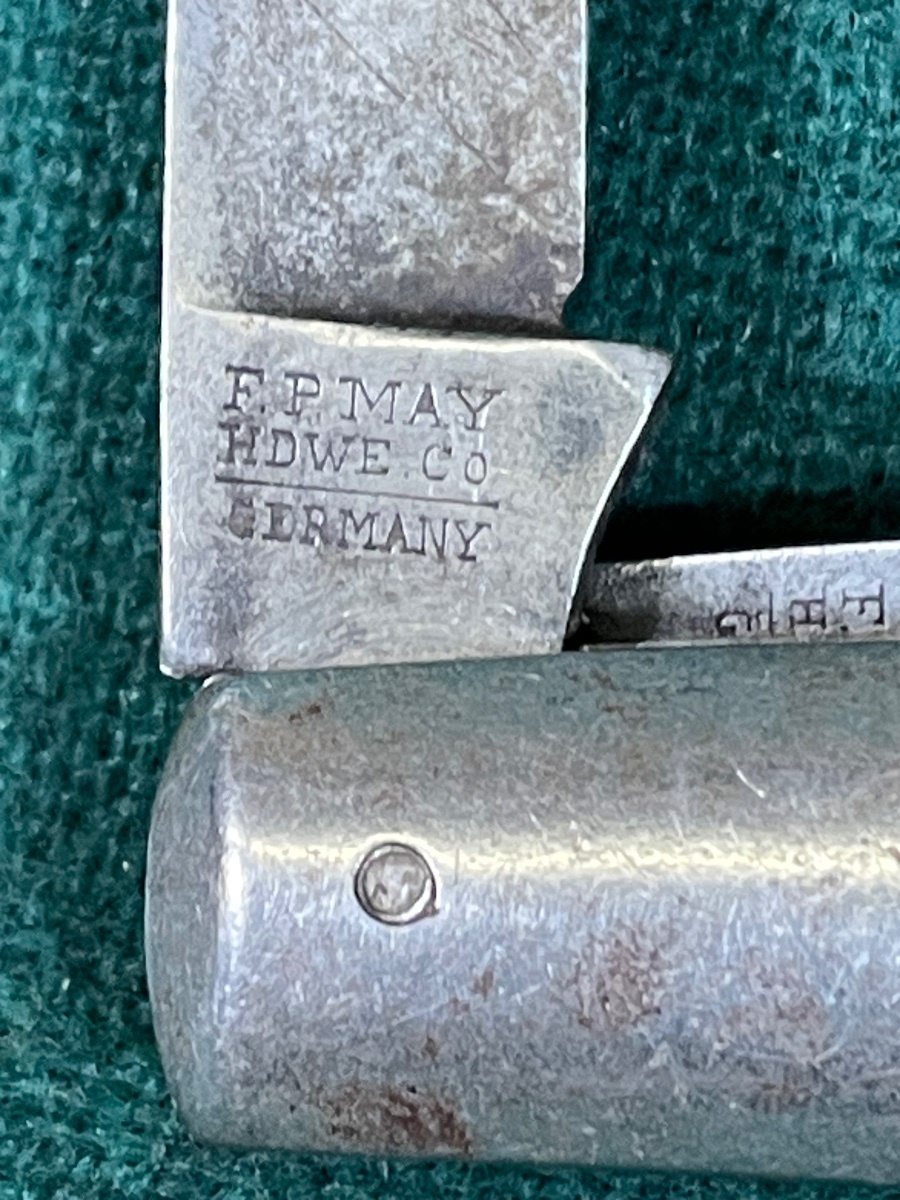 F. P. MAY
HDWE. Co
GERMANY
F.
H
G